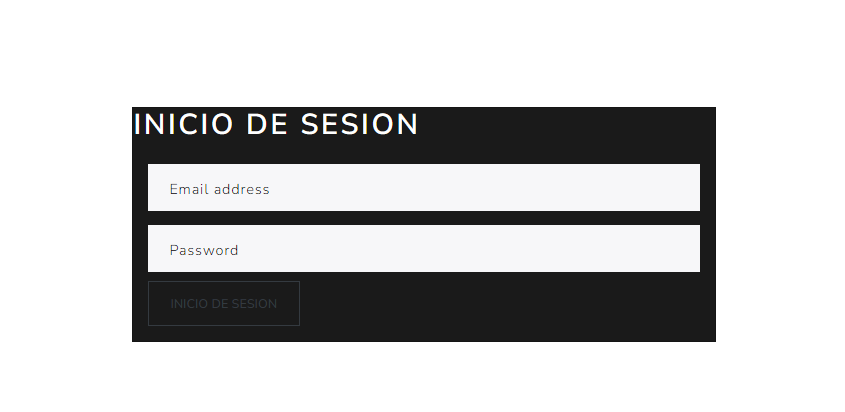 INICIO DE SESION
Email address
Password
INICIO DE SESION